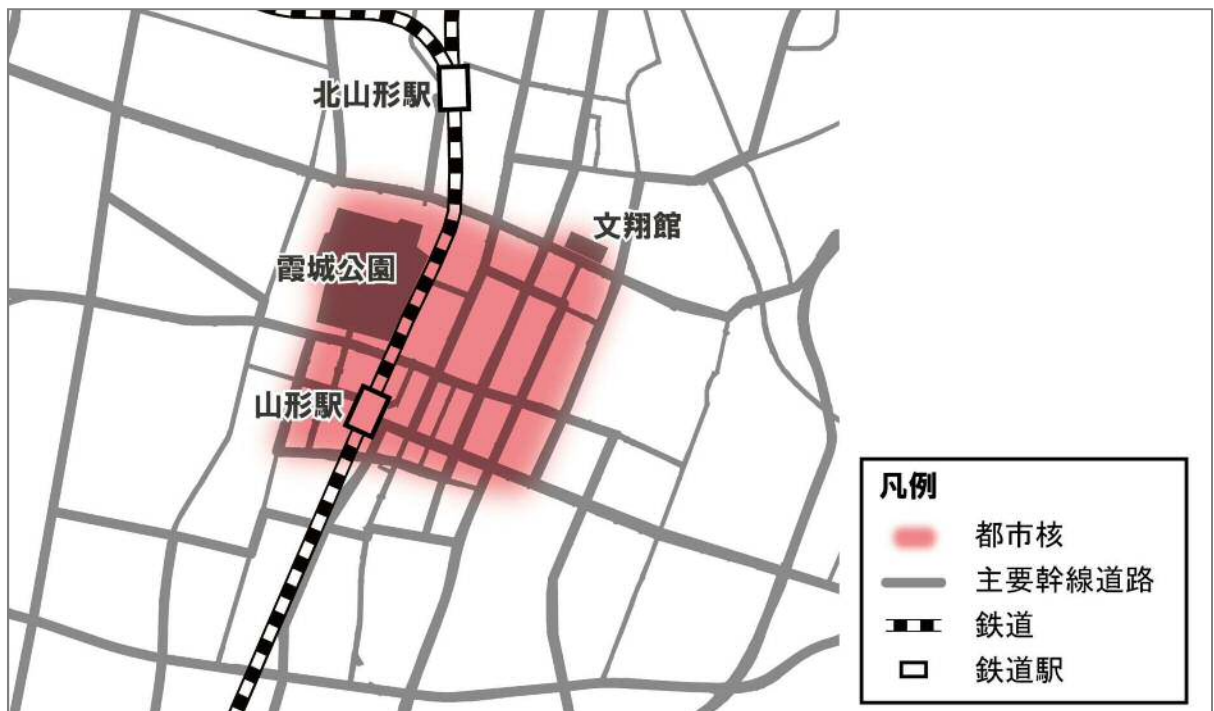 北山形駅
文翔館
霞城公園
山形駅
凡例
都市核
主要幹線道路
鉄道
鉄道駅